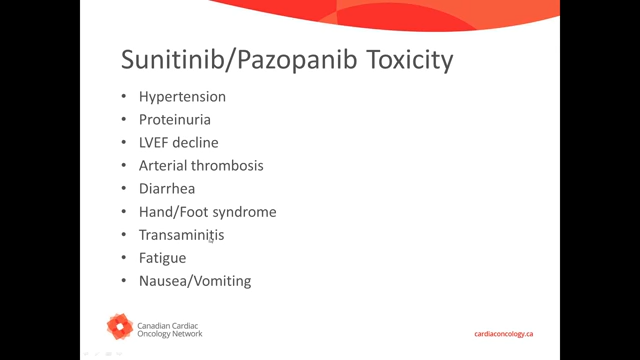 Sunitinib/Pazopanib Toxicity
• Hypertension
• Proteinuria
• LVEF decline
• Arterial thrombosis
• Diarrhea
• Hand/Foot syndrome
• Transaminitis
• Fatigue
• Nausea/Vomiting
Canadian Cardiac
Oncology Network
cardiaconcology.ca